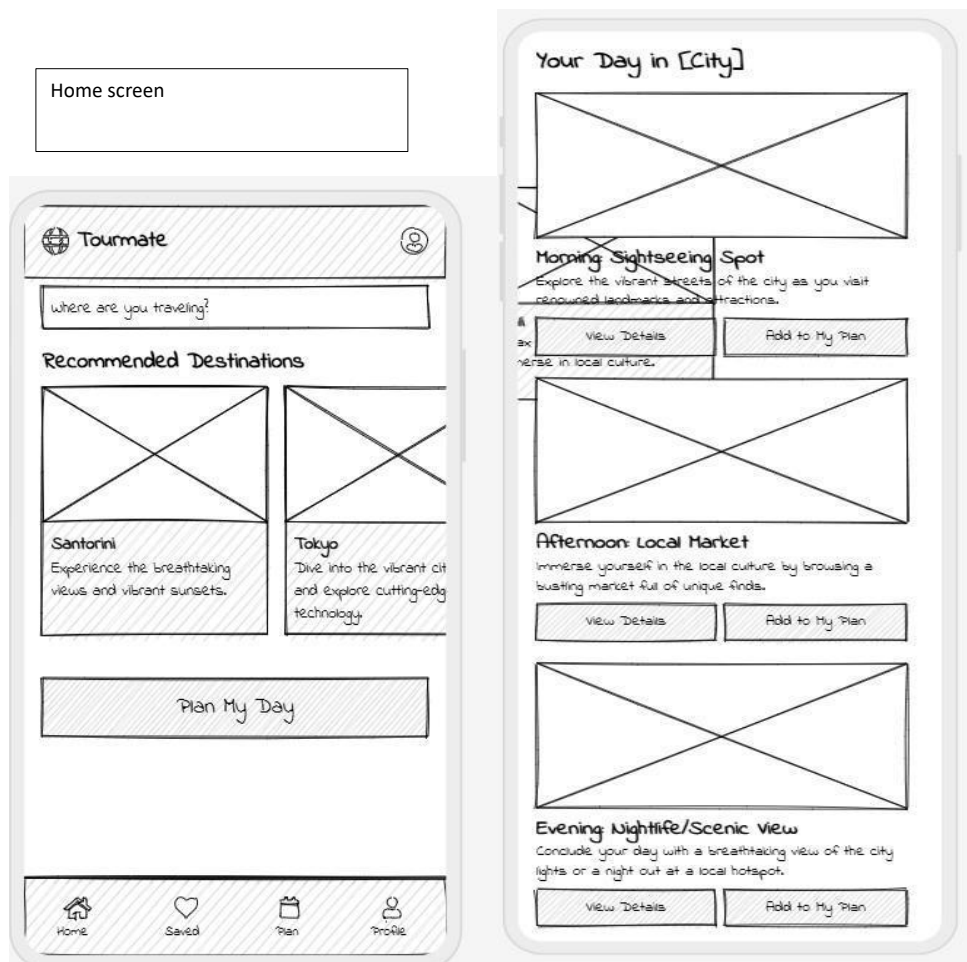 Home screen
Tourmate
where are you traveling?
Recommended Destinations
Santorini
Experience the breathtaking
views and vibrant sunsets.
Tokyo
Dive into the vibrant cit
and explore cutting-edg
technology.
Plan My Day
Home
Saved
Plan
Profile
Your Day in [City]
Morning: Sightseeing Spot
Explore the vibrant streets of the city as you visit
renowned landmarks and attractions.
View Details
Add to My Plan
erse in local culture.
Afternoon: Local Market
Immerse yourself in the local culture by browsing a
bustling market full of unique finds.
View Details
Add to My Plan
Evening: Nightlife/Scenic View
Conclude your day with a breathtaking view of the city
lights or a night out at a local hotspot.
View Details
Add to My Plan